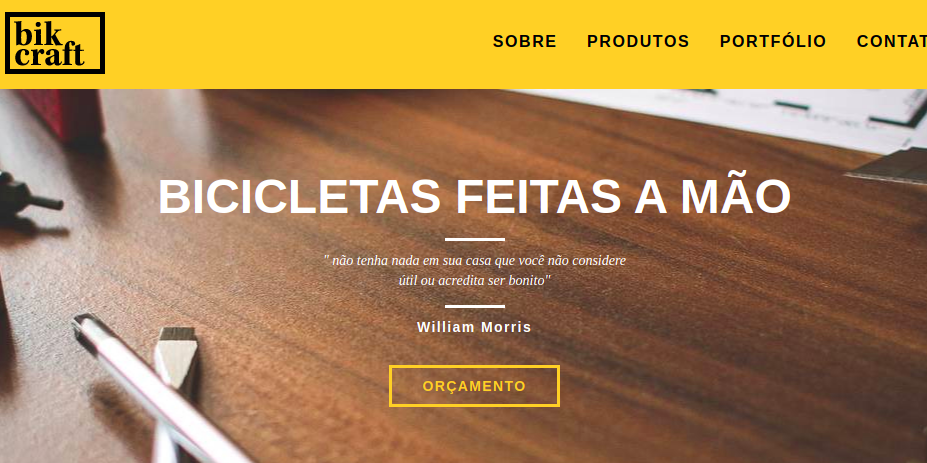 bik
craft
SOBRE PRODUTOS PORTFÓLIO CONTAT
BICICLETAS FEITAS A MÃO
" não tenha nada em sua casa que você não considere
útil ou acredita ser bonito"
William Morris
ORÇAMENTO